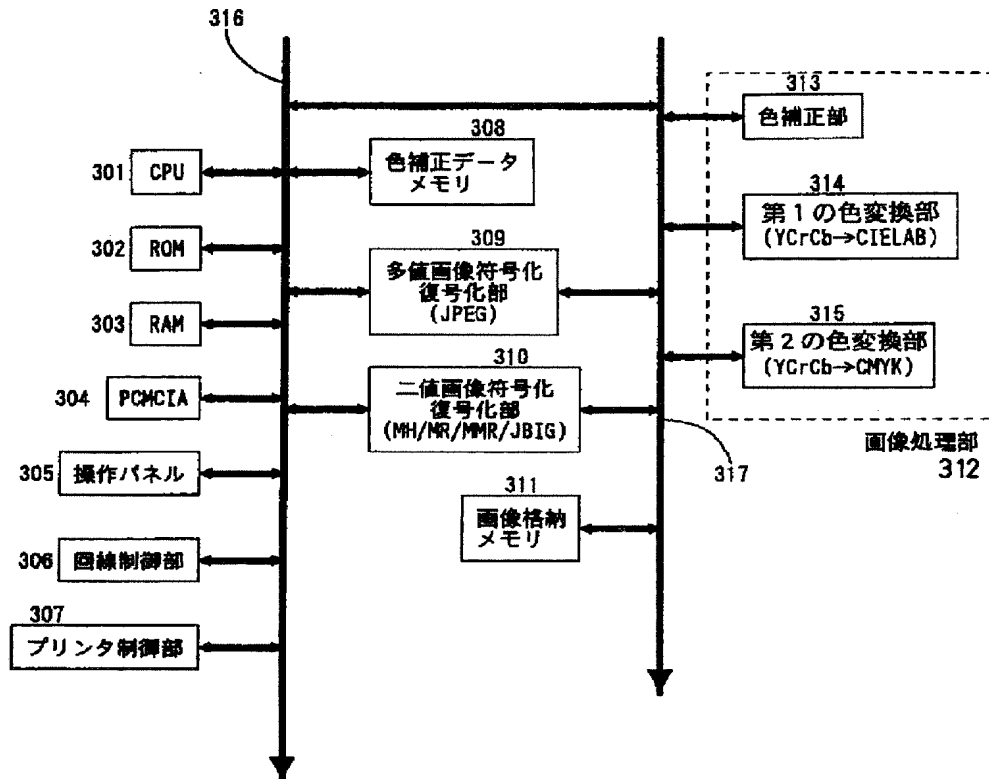 316
301 CPU
302 ROM
303 RAM
304 PCMCIA
305 操作パネル
306 回線制御部
307
プリンタ制御部
308
色補正データ
メモリ
309
多値画像符号化
復号化部
(JPEG)
310
二値画像符号化
復号化部
(MH/MR/MMR/JBIG)
311
画像格納
メモリ
313
色補正部
314
第1の色変換部
(YCrCb→CIELAB)
315
第2の色変換部
(YCrCb→CMYK)
画像処理部
312
317